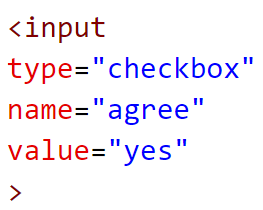 <input
type="checkbox"
name="agree"
value="yes"
>